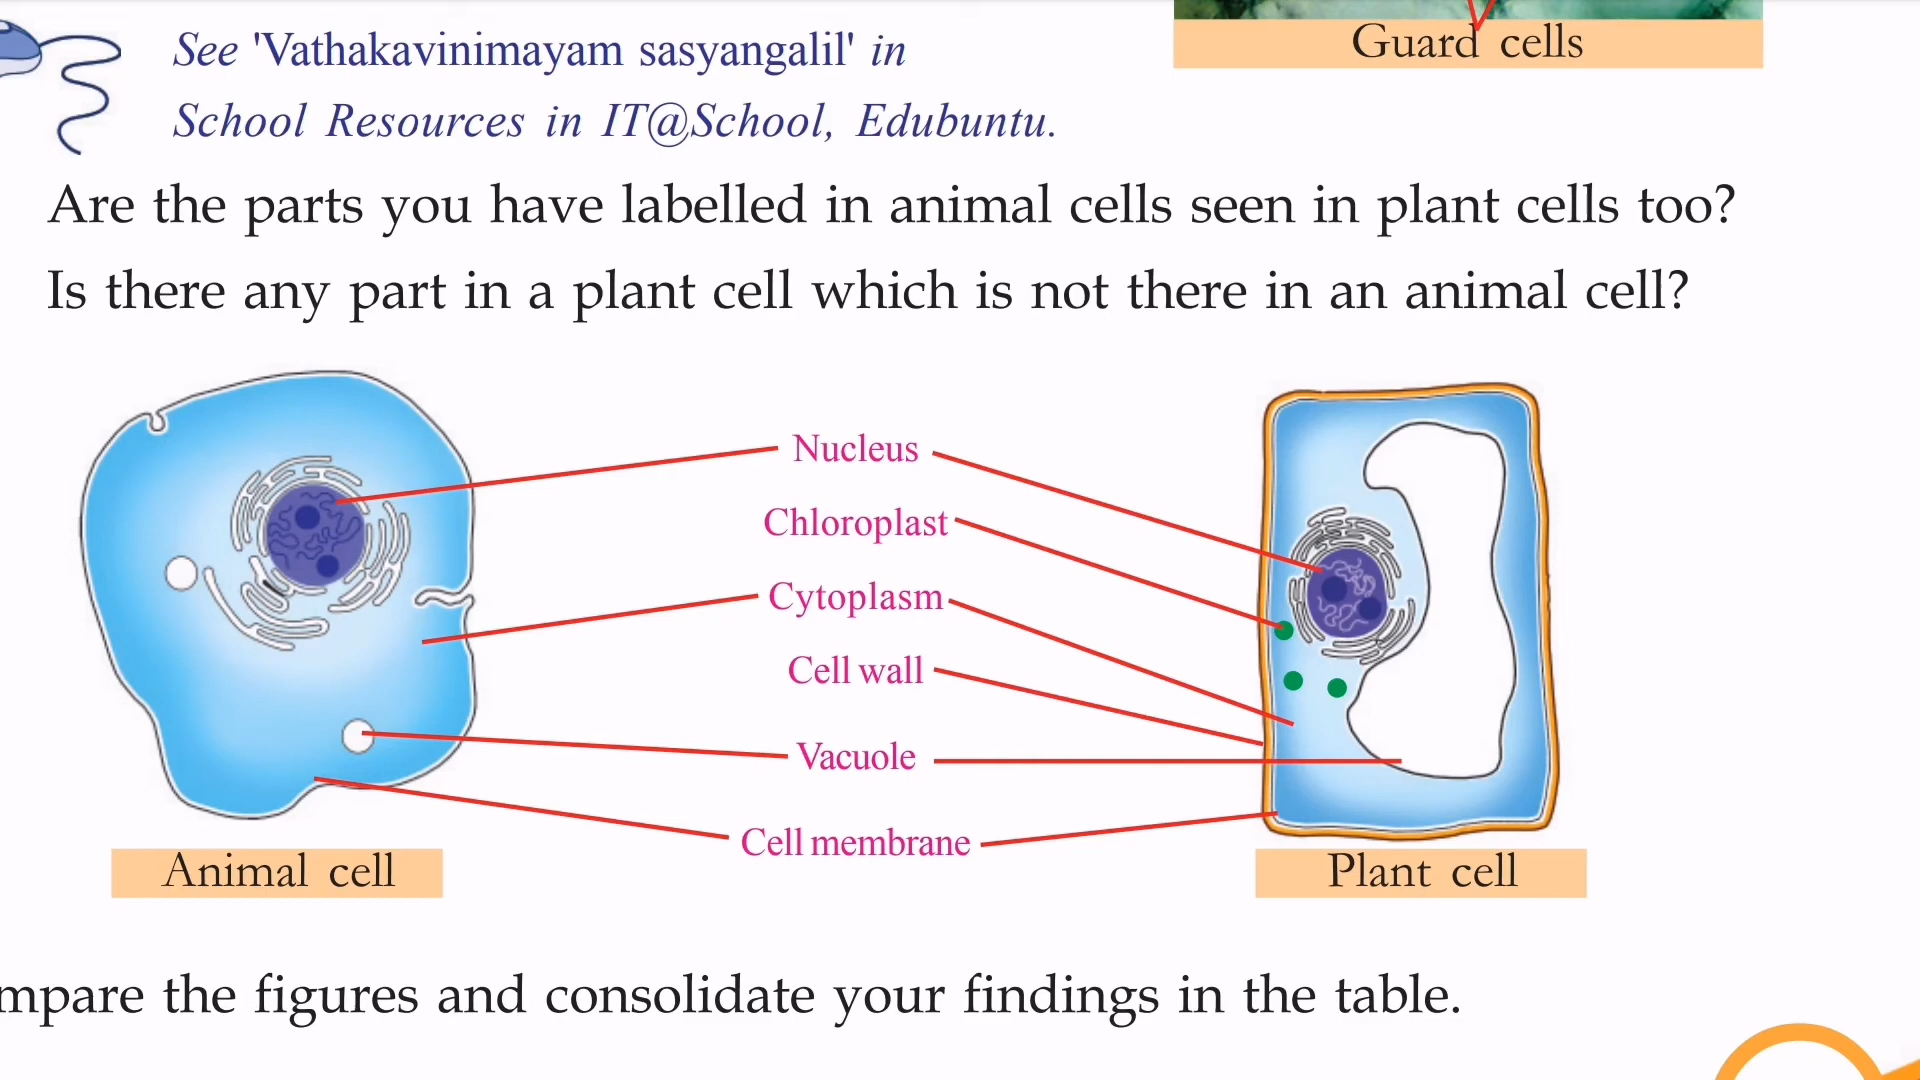 Guard cells
See 'Vathakavinimayam sasyangalil' in
School Resources in IT@School, Edubuntu.
Are the parts you have labelled in animal cells seen in plant cells too?
Is there any part in a plant cell which is not there in an animal cell?
Nucleus
Chloroplast
Cytoplasm
Cell wall
Vacuole
Cell membrane
Animal cell
Plant cell
mpare the figures and consolidate your findings in the table.